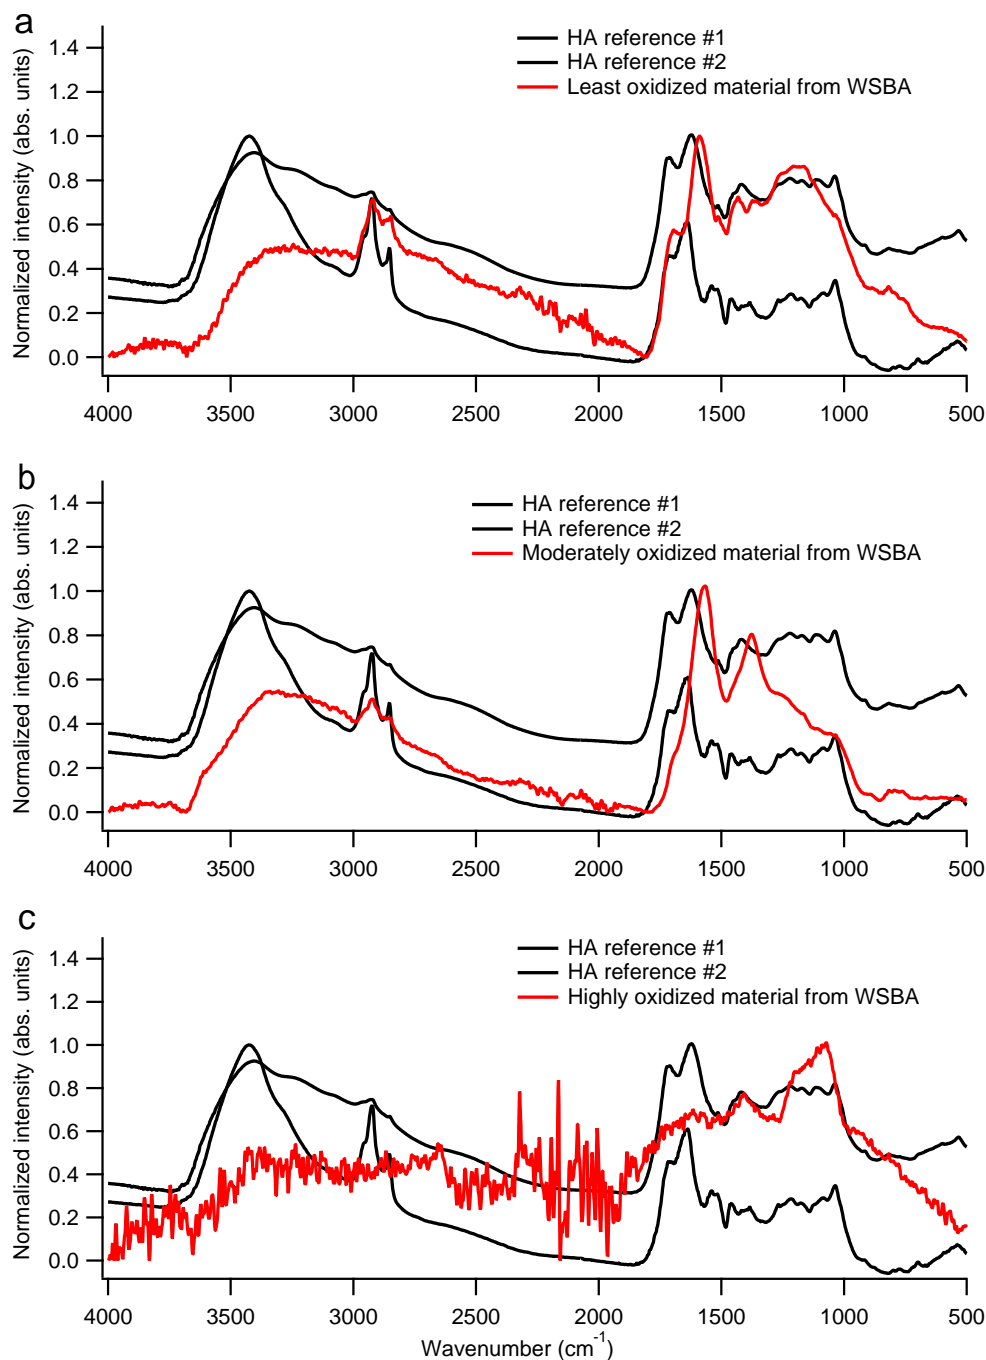 a
HA reference #1
HA reference #2
Least oxidized material from WSBA
Normalized intensity (abs. units)
1.4
1.2
1.0
0.8
0.6
0.4
0.2
0.0
4000 3500 3000 2500 2000 1500 1000 500
b
HA reference #1
HA reference #2
Moderately oxidized material from WSBA
Normalized intensity (abs. units)
1.4
1.2
1.0
0.8
0.6
0.4
0.2
0.0
4000 3500 3000 2500 2000 1500 1000 500
c
HA reference #1
HA reference #2
Highly oxidized material from WSBA
Normalized intensity (abs. units)
1.4
1.2
1.0
0.8
0.6
0.4
0.2
0.0
4000 3500 3000 2500 2000 1500 1000 500
Wavenumber (cm⁻¹)